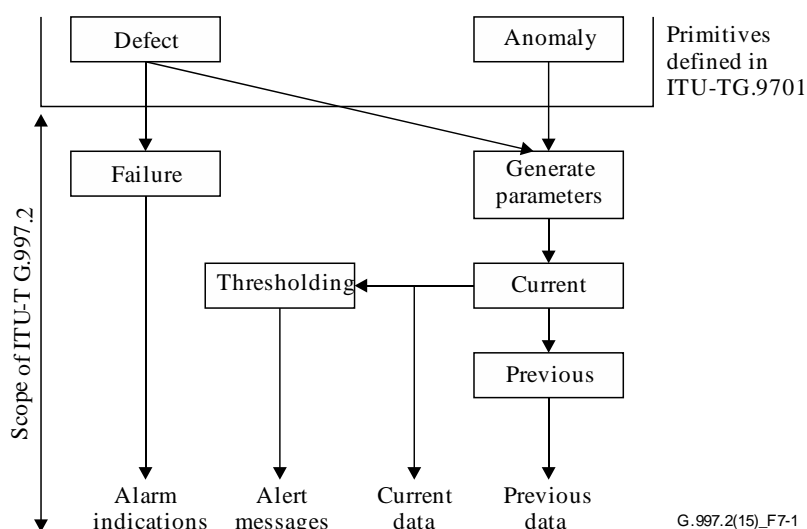 Defect
Anomaly
Primitives
defined in
ITU-TG.9701
Failure
Generate
parameters
Scope of ITU-T G.997.2
Thresholding
Current
Previous
Alarm
indications
Alert
messages
Current
data
Previous
data
G.997.2(15)_F7-1